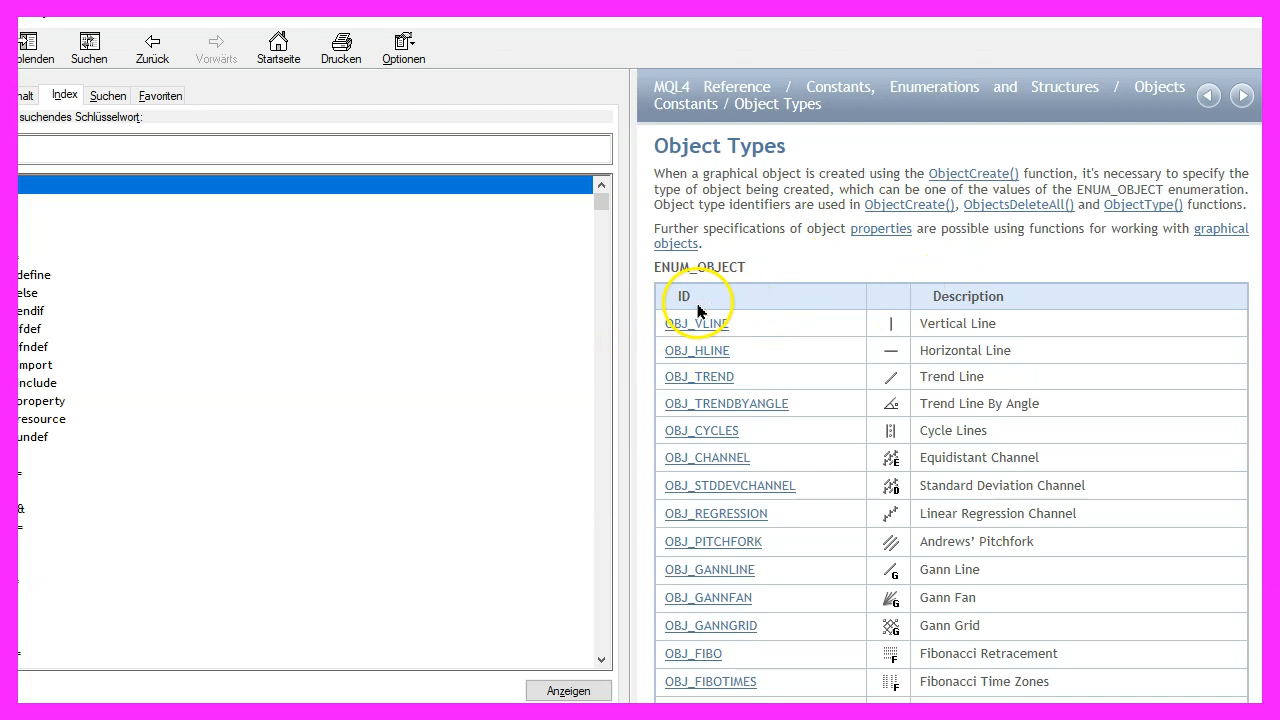 Suchen
Zurück
Vorwärts
Startseite
Drucken
Optionen
Index
Suchen
Favoriten
suchendes Schlüsselwort:
define
else
endif
ifdef
ifndef
import
include
property
resource
undef
=
&
=
Anzeigen
MQL4 Reference / Constants, Enumerations and Structures / Objects
Constants / Object Types
Object Types
When a graphical object is created using the ObjectCreate() function, it's necessary to specify the
type of object being created, which can be one of the values of the ENUM_OBJECT enumeration.
Object type identifiers are used in ObjectCreate(), ObjectsDeleteAll() and ObjectType() functions.
Further specifications of object properties are possible using functions for working with graphical
objects.
ENUM_OBJECT
ID Description
OBJ_VLINE Vertical Line
OBJ_HLINE Horizontal Line
OBJ_TREND Trend Line
OBJ_TRENDBYANGLE Trend Line By Angle
OBJ_CYCLES Cycle Lines
OBJ_CHANNEL Equidistant Channel
OBJ_STDDEVCHANNEL Standard Deviation Channel
OBJ_REGRESSION Linear Regression Channel
OBJ_PITCHFORK Andrews’ Pitchfork
OBJ_GANNLINE Gann Line
OBJ_GANNFAN Gann Fan
OBJ_GANNGRID Gann Grid
OBJ_FIBO Fibonacci Retracement
OBJ_FIBOTIMES Fibonacci Time Zones